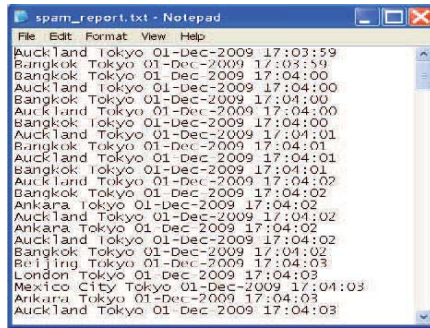 spam_report.txt - Notepad
File Edit Format View Help
Auckland Tokyo 01-Dec-2009 17:03:59
Bangkok Tokyo 01-Dec-2009 17:03:59
Bangkok Tokyo 01-Dec-2009 17:04:00
Auckland Tokyo 01-Dec-2009 17:04:00
Bangkok Tokyo 01-Dec-2009 17:04:00
Auckland Tokyo 01-Dec-2009 17:04:00
Bangkok Tokyo 01-Dec-2009 17:04:00
Auckland Tokyo 01-Dec-2009 17:04:01
Bangkok Tokyo 01-Dec-2009 17:04:01
Auckland Tokyo 01-Dec-2009 17:04:01
Bangkok Tokyo 01-Dec-2009 17:04:01
Auckland Tokyo 01-Dec-2009 17:04:02
Bangkok Tokyo 01-Dec-2009 17:04:02
Ankara Tokyo 01-Dec-2009 17:04:02
Auckland Tokyo 01-Dec-2009 17:04:02
Ankara Tokyo 01-Dec-2009 17:04:02
Auckland Tokyo 01-Dec-2009 17:04:02
Bangkok Tokyo 01-Dec-2009 17:04:02
Beijing Tokyo 01-Dec-2009 17:04:03
London Tokyo 01-Dec-2009 17:04:03
Mexico City Tokyo 01-Dec-2009 17:04:03
Ankara Tokyo 01-Dec-2009 17:04:03
Auckland Tokyo 01-Dec-2009 17:04:03